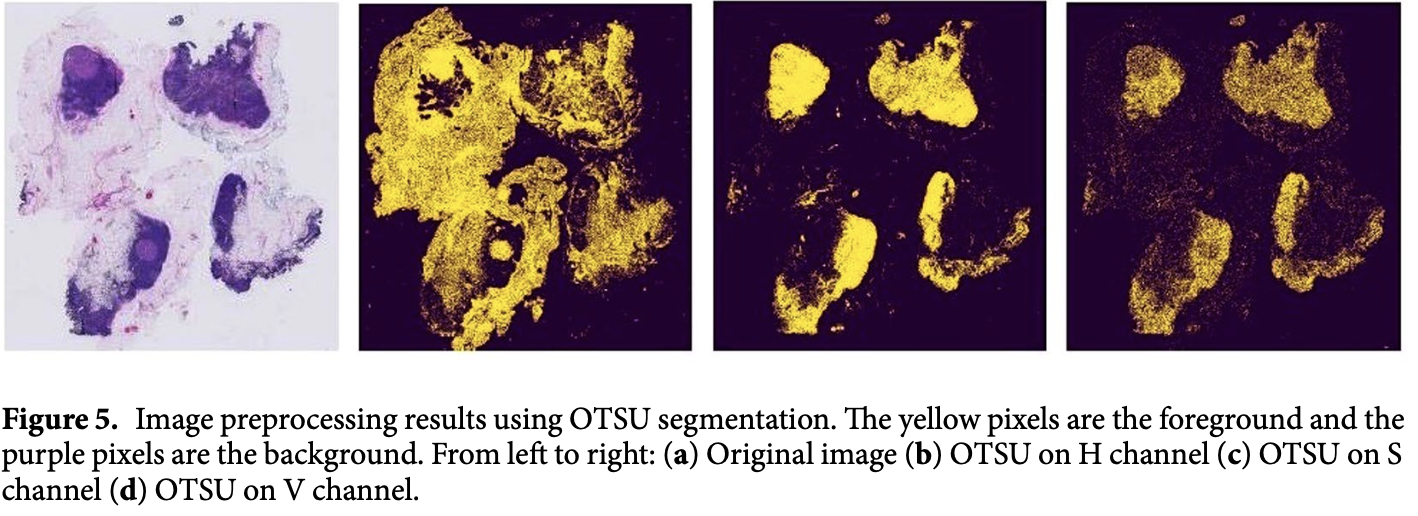 Figure 5. Image preprocessing results using OTSU segmentation. The yellow pixels are the foreground and the
purple pixels are the background. From left to right: (a) Original image (b) OTSU on H channel (c) OTSU on S
channel (d) OTSU on V channel.